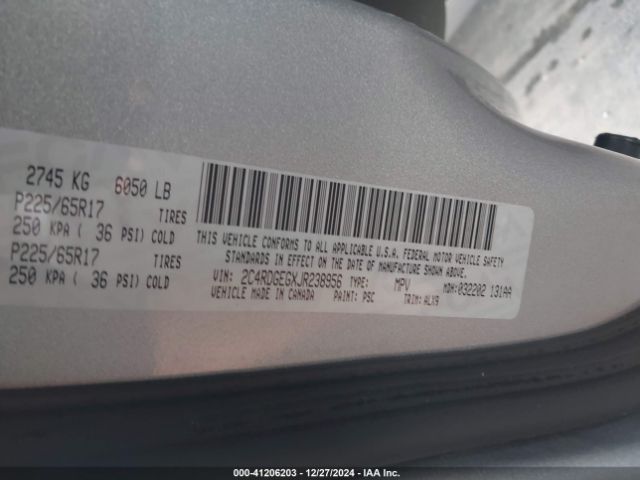 2745 KG 6050 LB
P225/65R17 TIRES
250 KPA ( 36 PSI) COLD
P225/65R17 TIRES
250 KPA ( 36 PSI) COLD
THIS VEHICLE CONFORMS TO ALL APPLICABLE U.S.A. FEDERAL MOTOR VEHICLE SAFETY
STANDARDS IN EFFECT ON THE DATE OF MANUFACTURE SHOWN ABOVE.
VIN: 2C4RDGEGXJR238956 TYPE: MPV MDH: 032202 131AA
VEHICLE MADE IN CANADA PAINT: PSC TRIM: ALX9
000-41206203 - 12/27/2024 - IAA Inc.